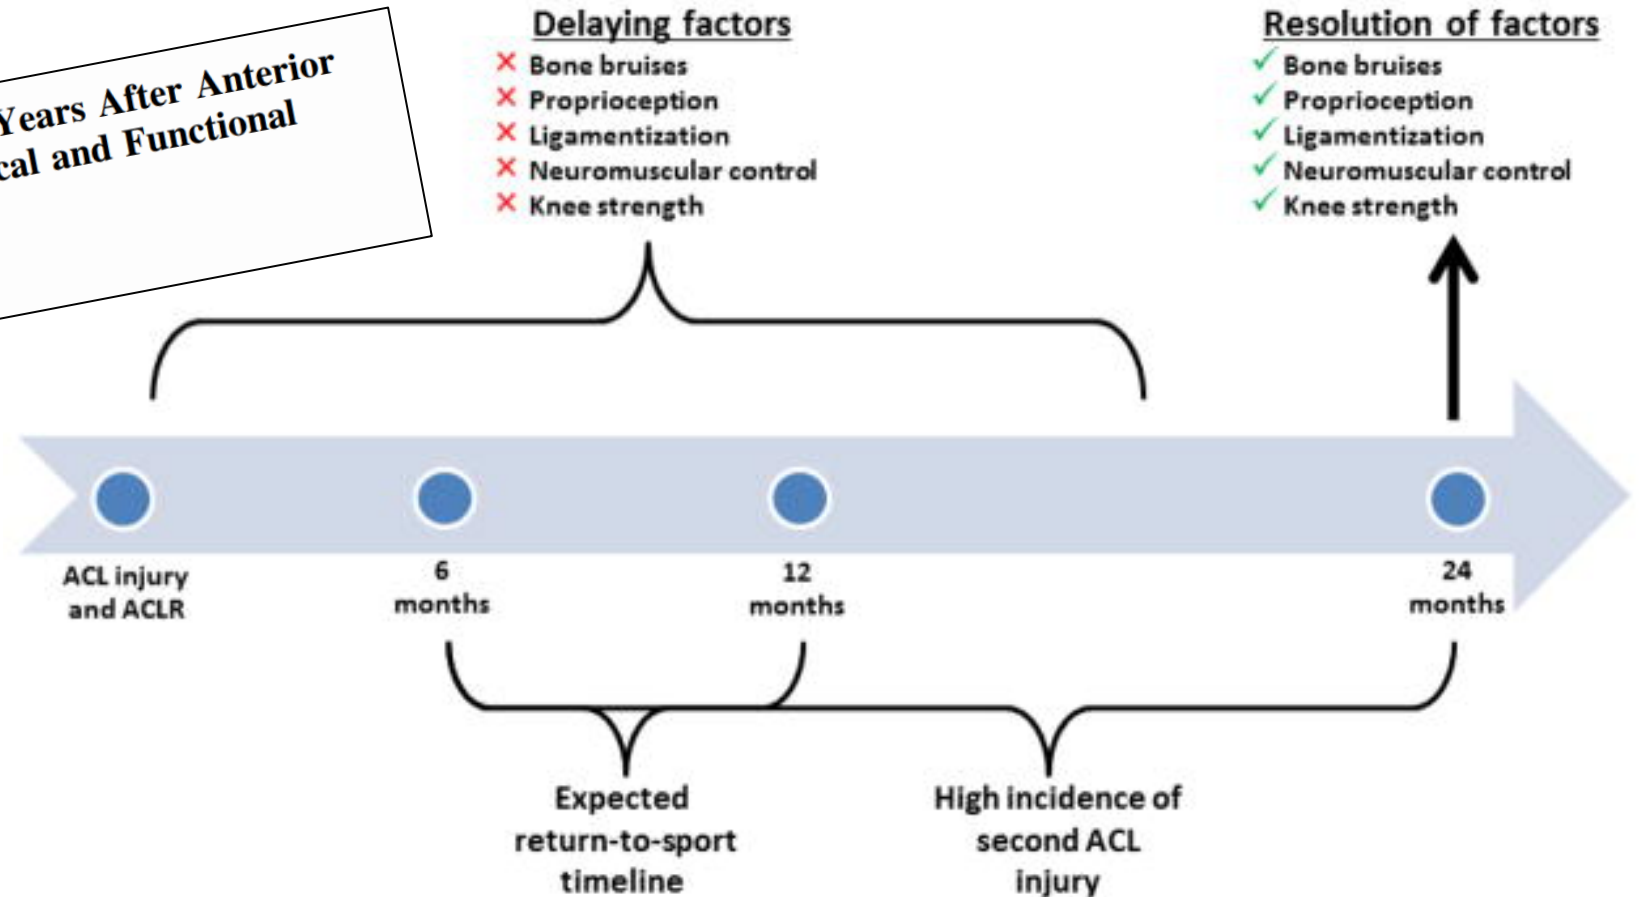 Years After Anterior
and Functional
Delaying factors
Bone bruises
Proprioception
Ligamentization
Neuromuscular control
Knee strength
Resolution of factors
Bone bruises
Proprioception
Ligamentization
Neuromuscular control
Knee strength
ACL injury
and ACLR
6
months
12
months
24
months
Expected
return-to-sport
timeline
High incidence of
second ACL
injury